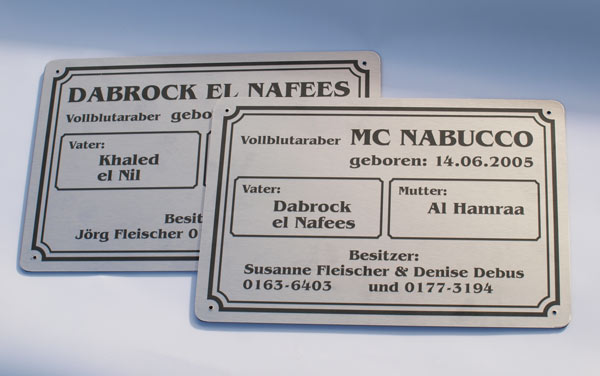 DABROCK EL NAFEES
Vollblutaraber
Vater:
Khaled
el Nil
Jörg Fleischer 0
Vollblutaraber MC NABUCCO
geboren: 14.06.2005
Vater:
Dabrock
el Nafees
Mutter:
Al Hamraa
Besitzer:
Susanne Fleischer & Denise Debus
0163-6403 und 0177-3194